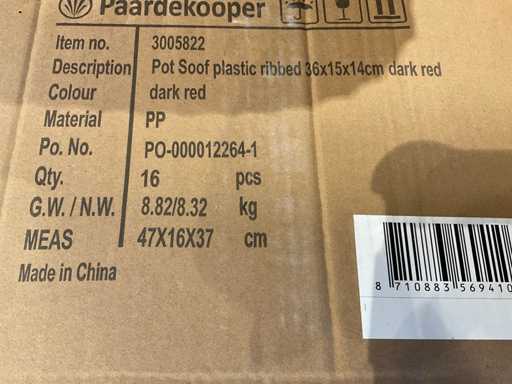 Paardekooper
Item no. 3005822
Description Pot Soof plastic ribbed 36x15x14cm dark red
Colour dark red
Material PP
Po. No. PO-000012264-1
Qty. 16 pcs
G.W. / N.W. 8.82/8.32 kg
MEAS 47X16X37 cm
Made in China
8 710883 569410